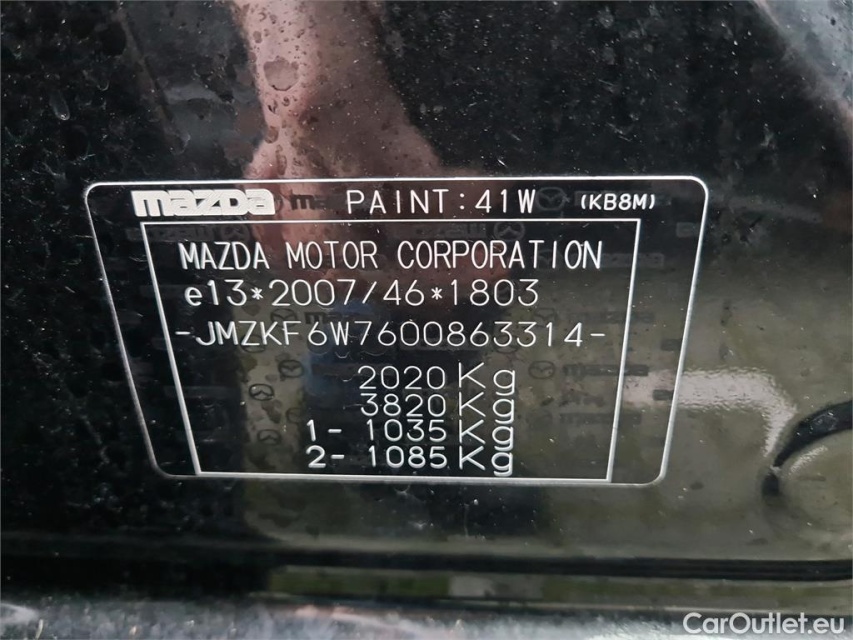 mazda PAINT:41W (KB8M)
MAZDA MOTOR CORPORATION
e13*2007/46*1803
-JMZKF6W7600863314-
2020Kg
3820Kg
1- 1035Kg
2- 1085Kg
CarOutlet.eu